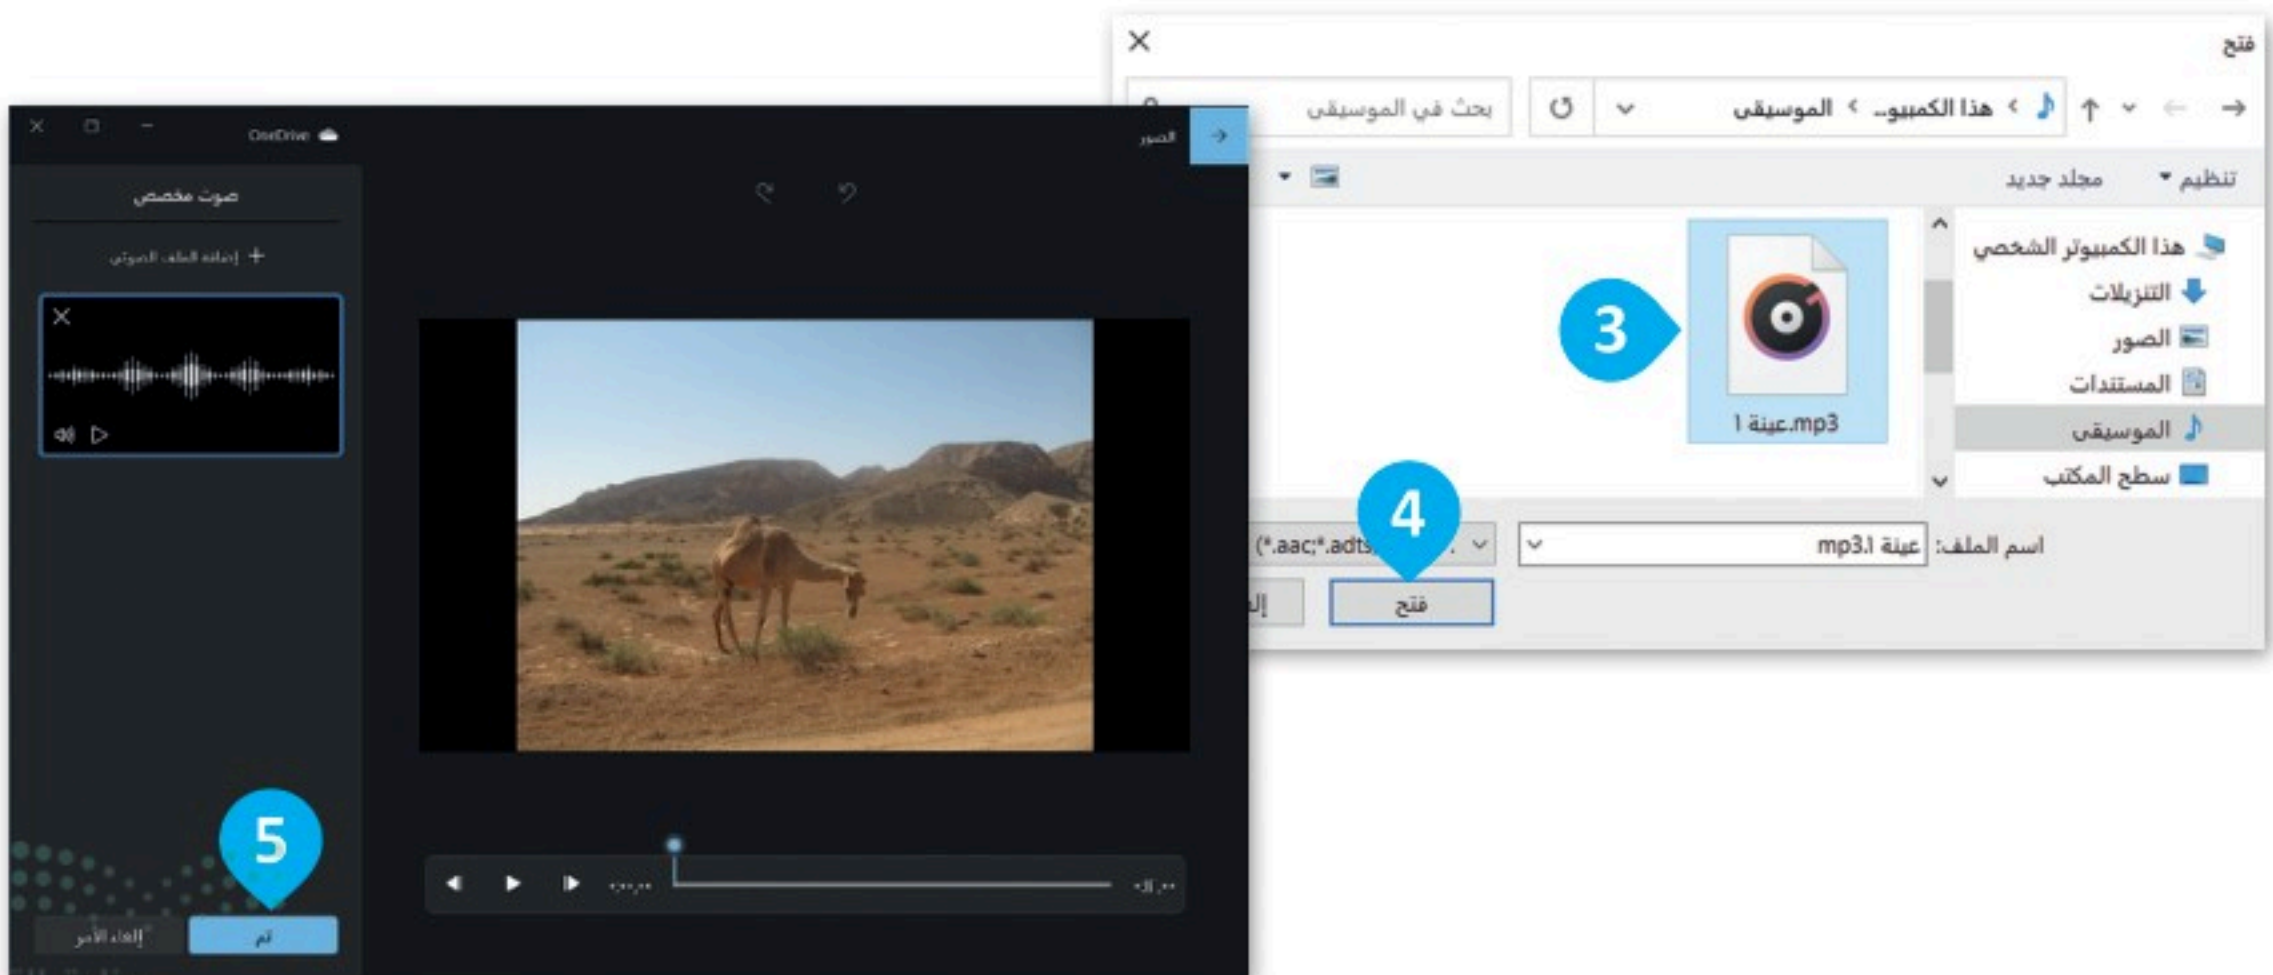 فتح
هذا الكمبيو.. > الموسيقى
بحث في الموسيقى
تنظيم
مجلد جديد
هذا الكمبيوتر الشخصي
التنزيلات
الصور
المستندات
الموسيقى
سطح المكتب
3
عينة 1.mp3
4
اسم الملف: عينة 1.mp3
(*.aac;*.adts
فتح
إلغ
الصور
OneDrive
صوت مخصص
+ إضافة الملف الصوتي
5
تم
إلغاء الأمر